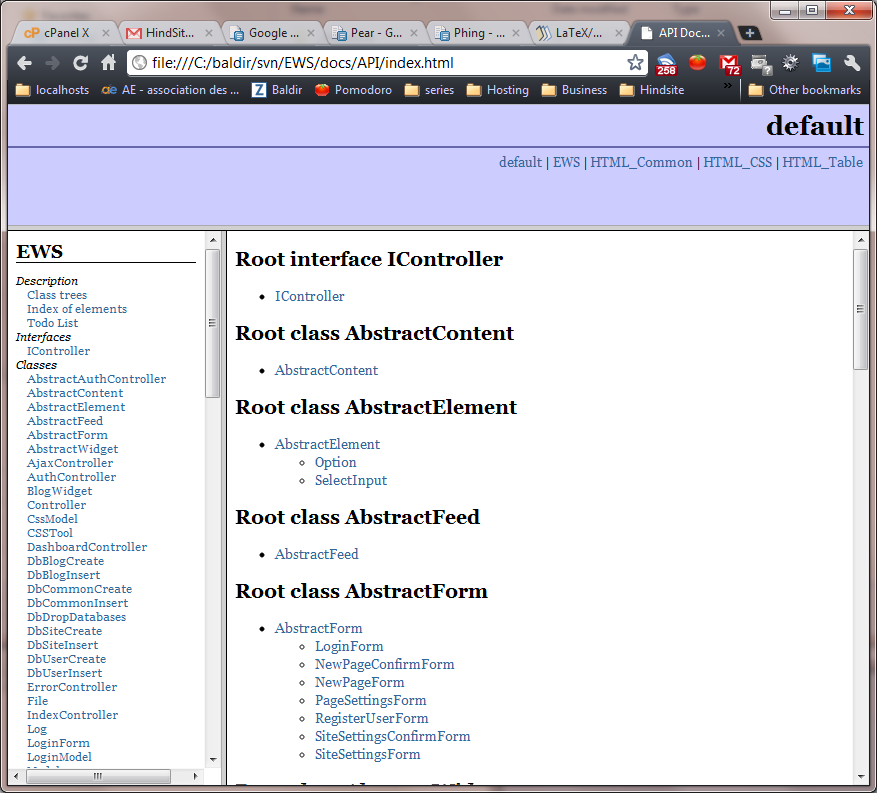 cPanel X
HindSit...
Google ...
Pear - G...
Phing - ...
LaTeX/...
API Doc...
file:///C:/baldir/svn/EWS/docs/API/index.html
258
72
?
localhosts
AE - association des ...
Baldir
Pomodoro
series
Hosting
Business
Hindsite
»
Other bookmarks
default
default | EWS | HTML_Common | HTML_CSS | HTML_Table
EWS
Description
Class trees
Index of elements
Todo List
Interfaces
IController
Classes
AbstractAuthController
AbstractContent
AbstractElement
AbstractFeed
AbstractForm
AbstractWidget
AjaxController
AuthController
BlogWidget
Controller
CssModel
CSSTool
DashboardController
DbBlogCreate
DbBlogInsert
DbCommonCreate
DbCommonInsert
DbDropDatabases
DbSiteCreate
DbSiteInsert
DbUserCreate
DbUserInsert
ErrorController
File
IndexController
Log
LoginForm
LoginModel
Root interface IController
IController
Root class AbstractContent
AbstractContent
Root class AbstractElement
AbstractElement
Option
SelectInput
Root class AbstractFeed
AbstractFeed
Root class AbstractForm
AbstractForm
LoginForm
NewPageConfirmForm
NewPageForm
PageSettingsForm
RegisterUserForm
SiteSettingsConfirmForm
SiteSettingsForm